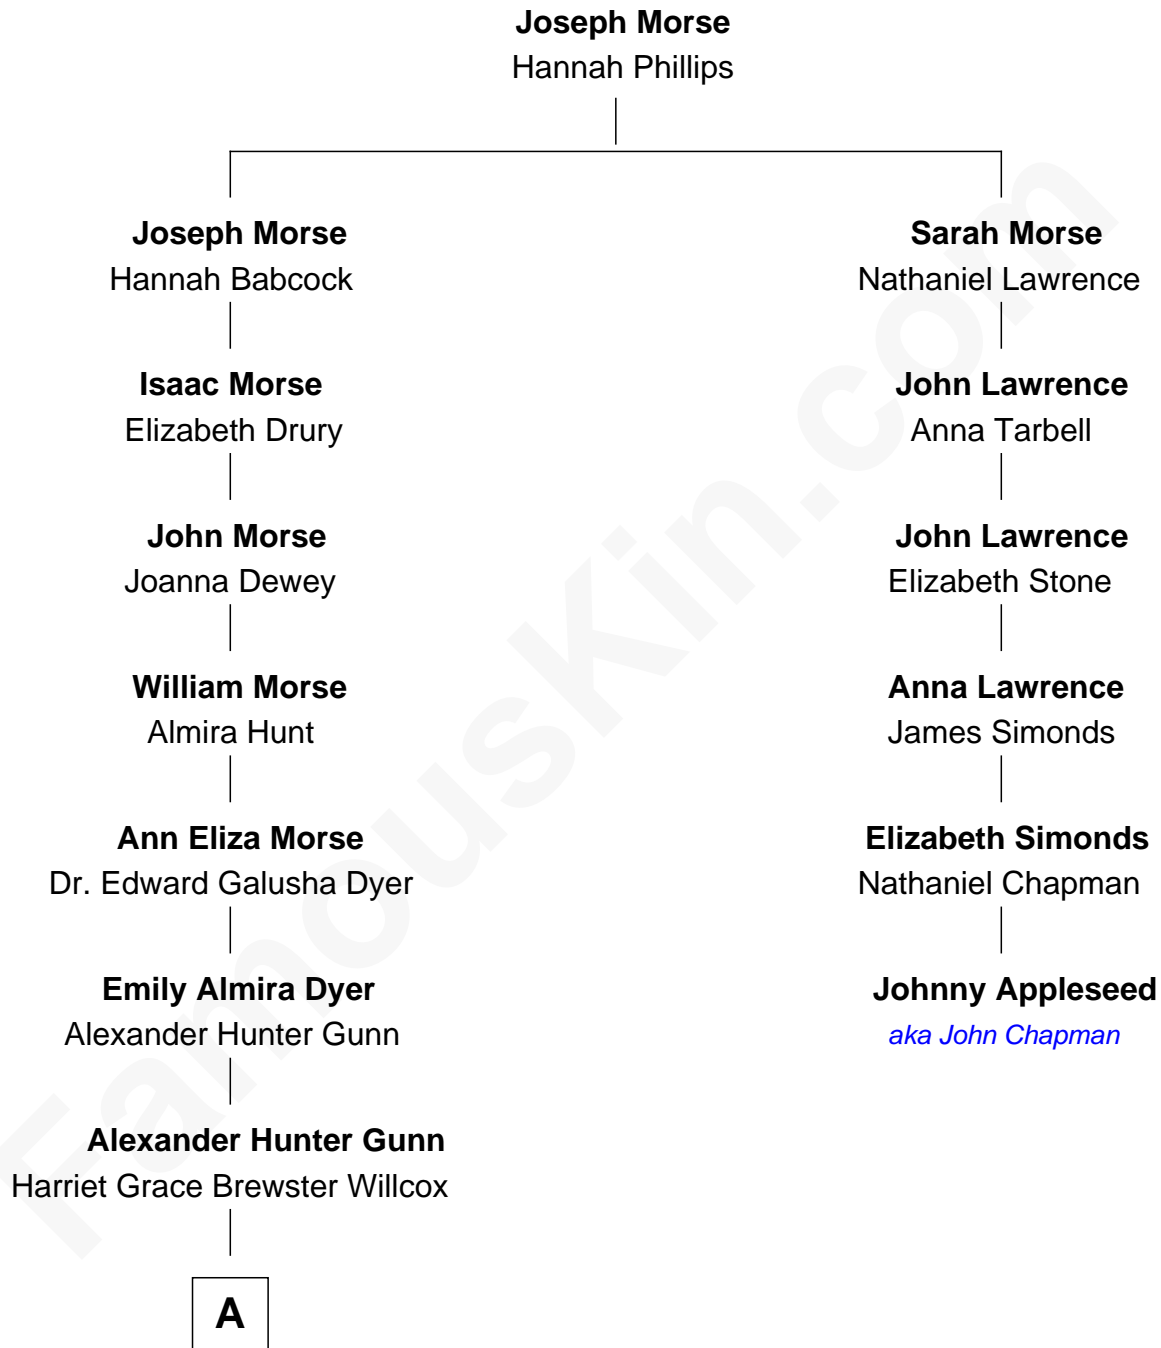 Joseph Morse
Hannah Phillips
Joseph Morse
Hannah Babcock
Sarah Morse
Nathaniel Lawrence
Isaac Morse
Elizabeth Drury
John Lawrence
Anna Tarbell
John Morse
Joanna Dewey
John Lawrence
Elizabeth Stone
William Morse
Almira Hunt
Anna Lawrence
James Simonds
Ann Eliza Morse
Dr. Edward Galusha Dyer
Elizabeth Simonds
Nathaniel Chapman
Emily Almira Dyer
Alexander Hunter Gunn
Johnny Appleseed
aka John Chapman
Alexander Hunter Gunn
Harriet Grace Brewster Willcox
A
FamousKin.com